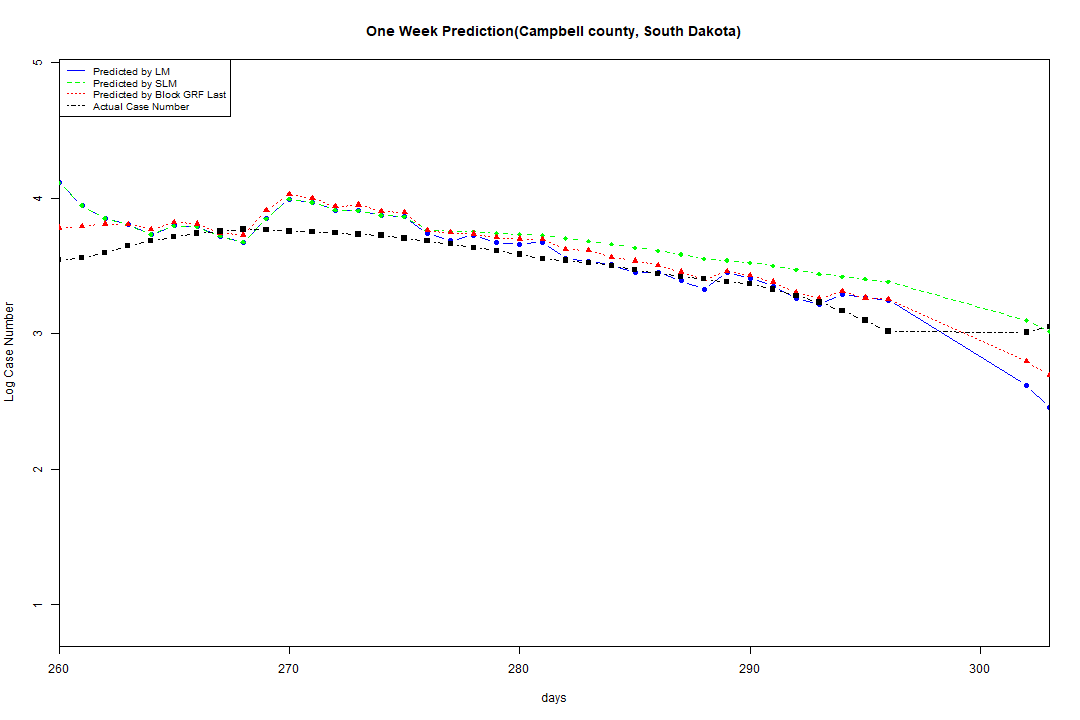 One Week Prediction(Campbell county, South Dakota)
5
Predicted by LM
Predicted by SLM
Predicted by Block GRF Last
Actual Case Number
4
3
2
1
Log Case Number
260
270
280
290
300
days